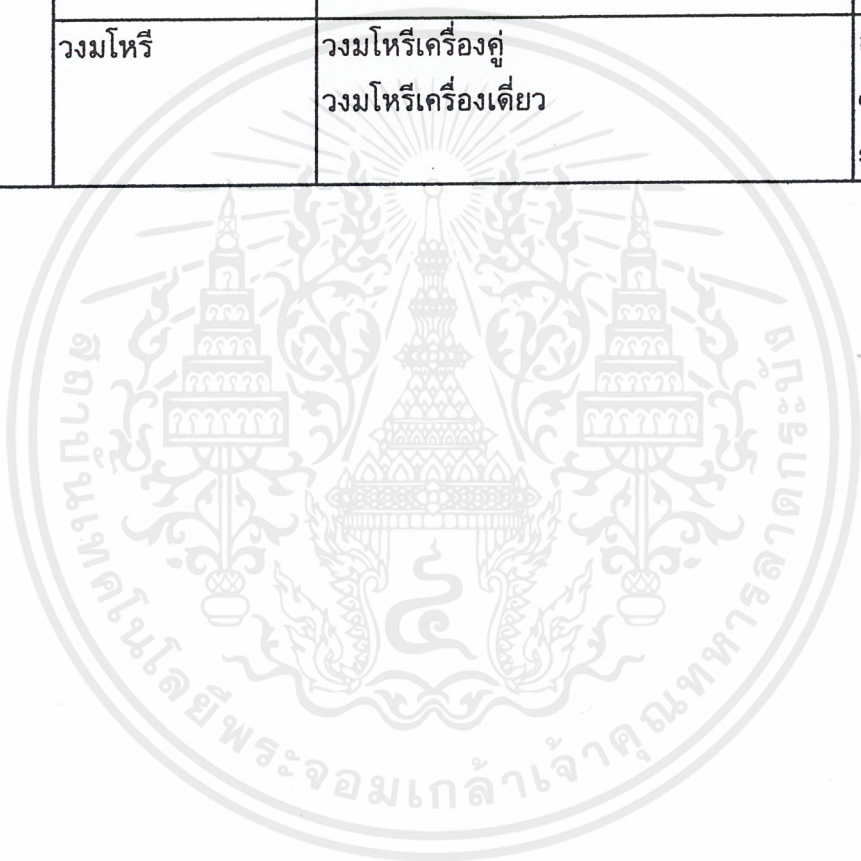 วงมโหรี
วงมโหรีเครื่องคู่
วงมโหรีเครื่องเดี่ยว
สถาบันเทคโนโลยีพระจอมเกล้าเจ้าคุณทหารลาดกระบัง
๔